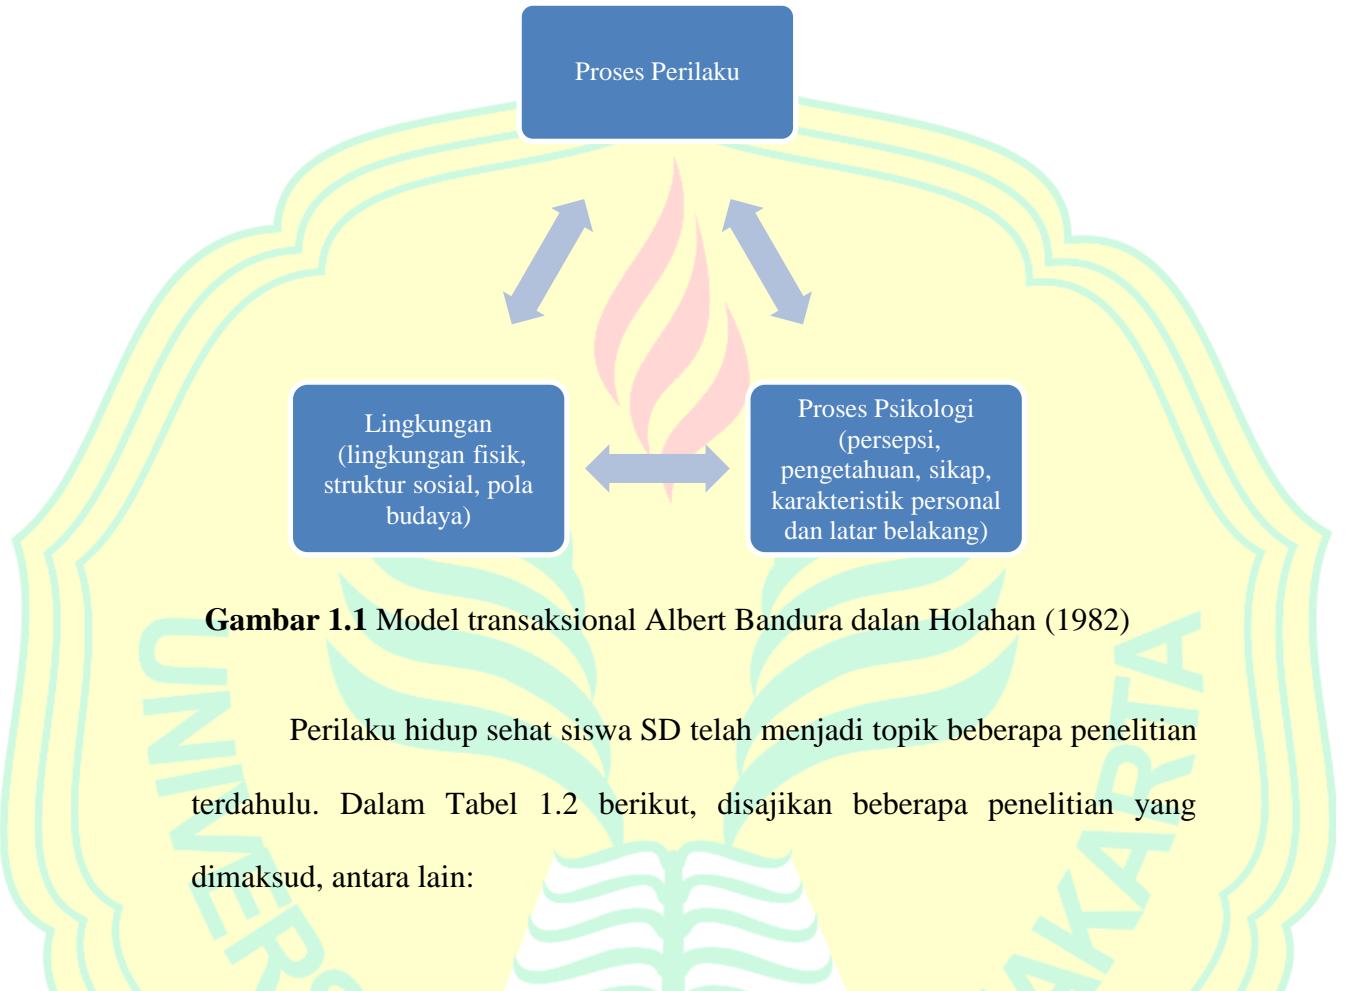 Proses Perilaku
Lingkungan
(lingkungan fisik,
struktur sosial, pola
budaya)
Proses Psikologi
(persepsi,
pengetahuan, sikap,
karakteristik personal
dan latar belakang)
Gambar 1.1 Model transaksional Albert Bandura dalan Holahan (1982)
Perilaku hidup sehat siswa SD telah menjadi topik beberapa penelitian
terdahulu. Dalam Tabel 1.2 berikut, disajikan beberapa penelitian yang
dimaksud, antara lain:
UNIVERS
AKARTA